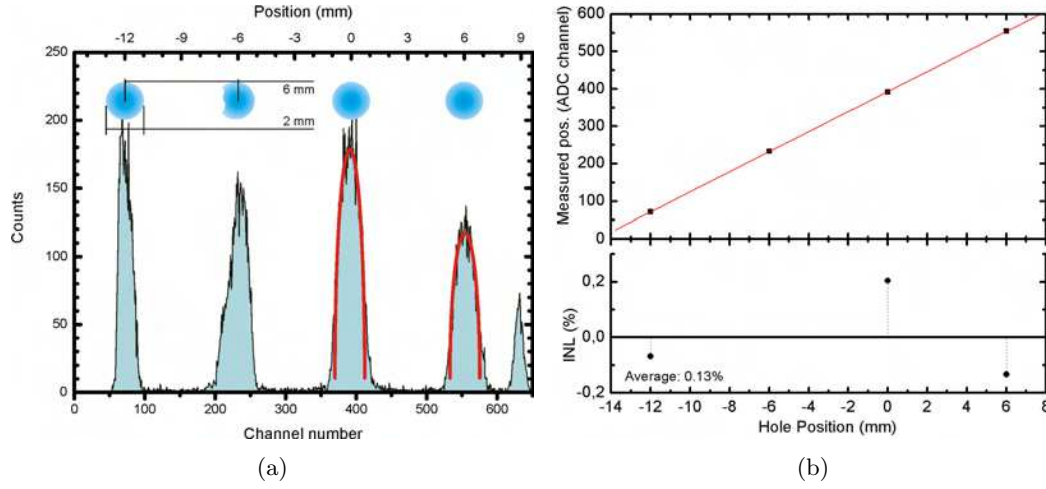 Position (mm)
-12 -9 -6 -3 0 3 6 9
250
200
150
100
50
0
Counts
6 mm
2 mm
0 100 200 300 400 500 600
Channel number
(a)
600
500
400
300
200
100
0
Measured pos. (ADC channel)
0,2
0,0
-0,2
INL (%)
Average: 0.13%
-14 -12 -10 -8 -6 -4 -2 0 2 4 6 8
Hole Position (mm)
(b)